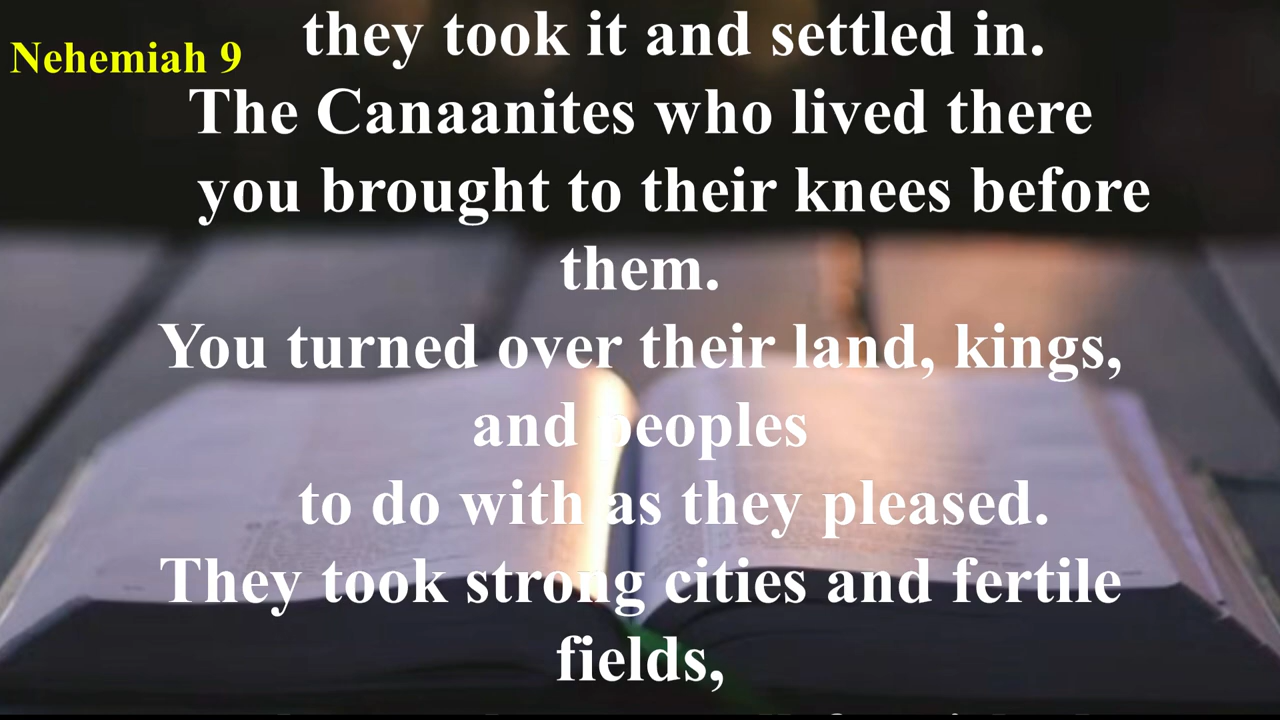 Nehemiah 9
they took it and settled in.
The Canaanites who lived there
you brought to their knees before
them.
You turned over their land, kings,
and peoples
to do with as they pleased.
They took strong cities and fertile
fields,